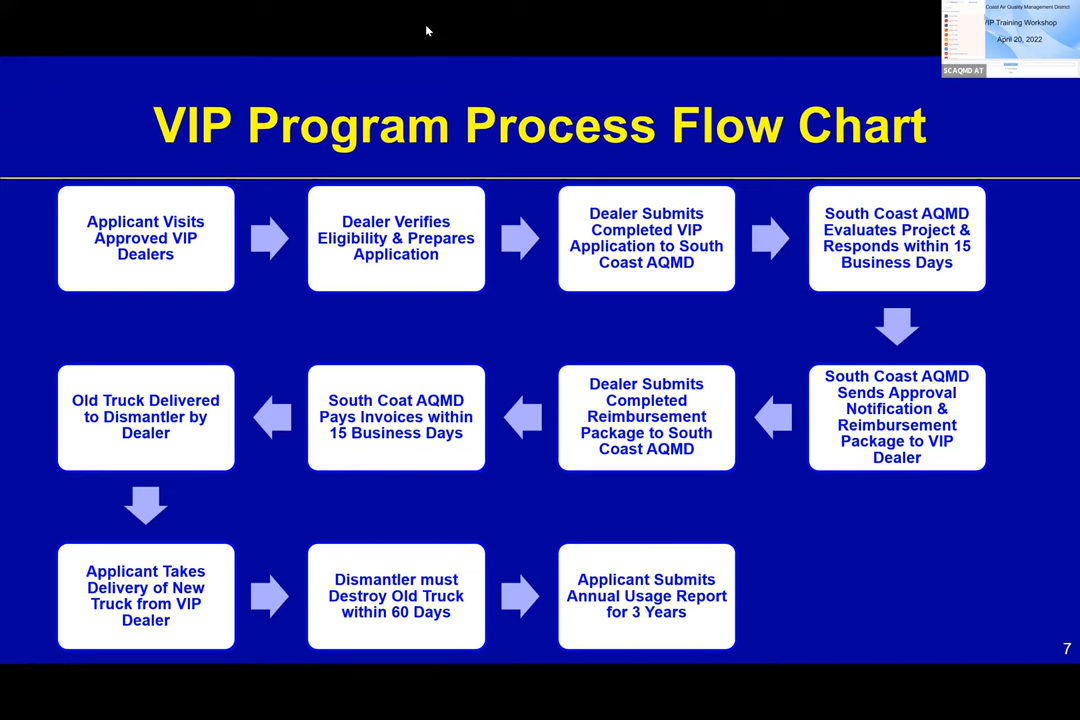 Coast Air Quality Management District
VIP Training Workshop
April 20, 2022
SCAQMD AT
VIP Program Process Flow Chart
Applicant Visits
Approved VIP
Dealers
Dealer Verifies
Eligibility & Prepares
Application
Dealer Submits
Completed VIP
Application to South
Coast AQMD
South Coast AQMD
Evaluates Project &
Responds within 15
Business Days
South Coast AQMD
Sends Approval
Notification &
Reimbursement
Package to VIP
Dealer
Dealer Submits
Completed
Reimbursement
Package to South
Coast AQMD
South Coat AQMD
Pays Invoices within
15 Business Days
Old Truck Delivered
to Dismantler by
Dealer
Applicant Takes
Delivery of New
Truck from VIP
Dealer
Dismantler must
Destroy Old Truck
within 60 Days
Applicant Submits
Annual Usage Report
for 3 Years
7